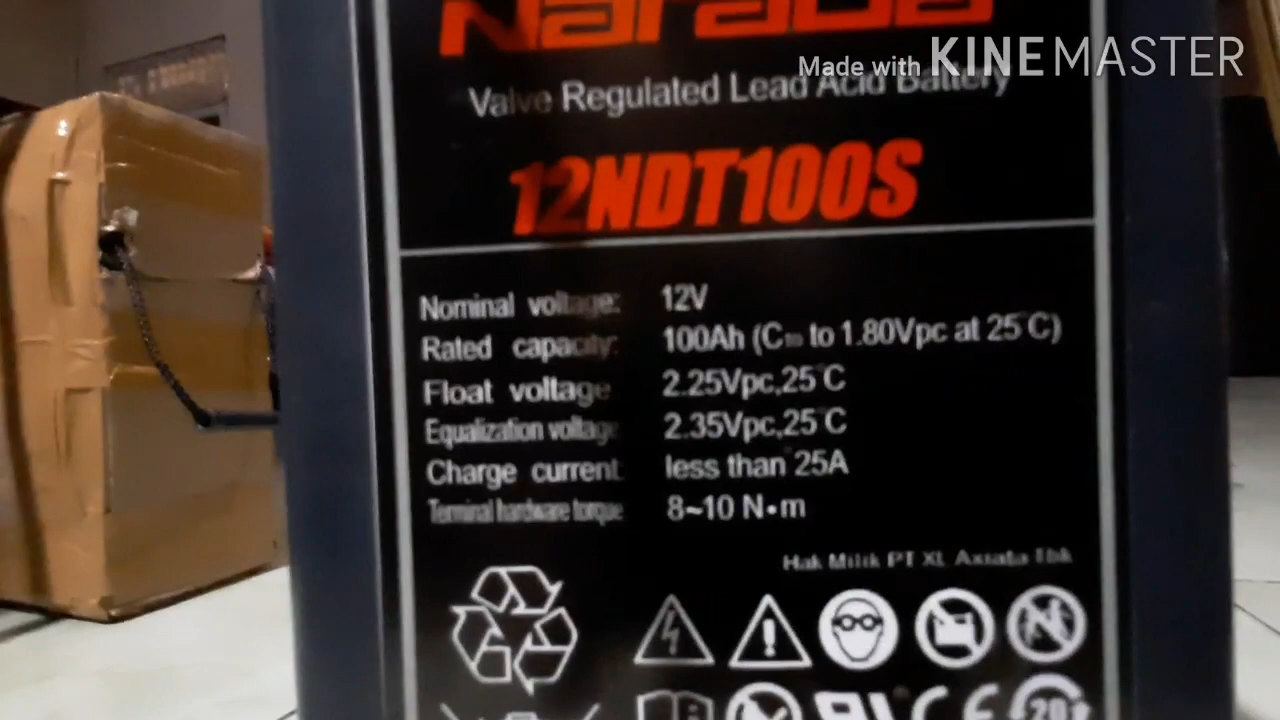 Narada
Made with KINEMASTER
Valve Regulated Lead Acid Battery
12NDT100S
Nominal voltage: 12V
Rated capacity: 100Ah (C₁₀ to 1.80Vpc at 25°C)
Float voltage 2.25Vpc,25°C
Equalization voltage 2.35Vpc,25°C
Charge current: less than 25A
Terminal hardware torque 8~10 N•m
Hak Milik PT XL Axiata Tbk